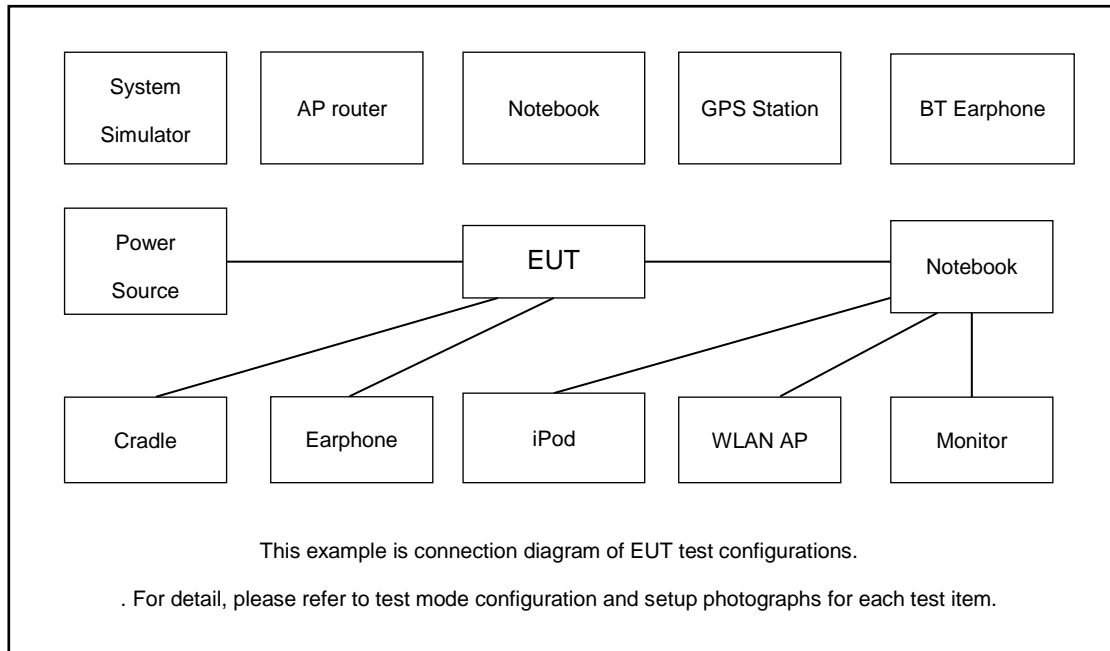 System
Simulator
AP router
Notebook
GPS Station
BT Earphone
Power
Source
EUT
Notebook
Cradle
Earphone
iPod
WLAN AP
Monitor
This example is connection diagram of EUT test configurations.
. For detail, please refer to test mode configuration and setup photographs for each test item.